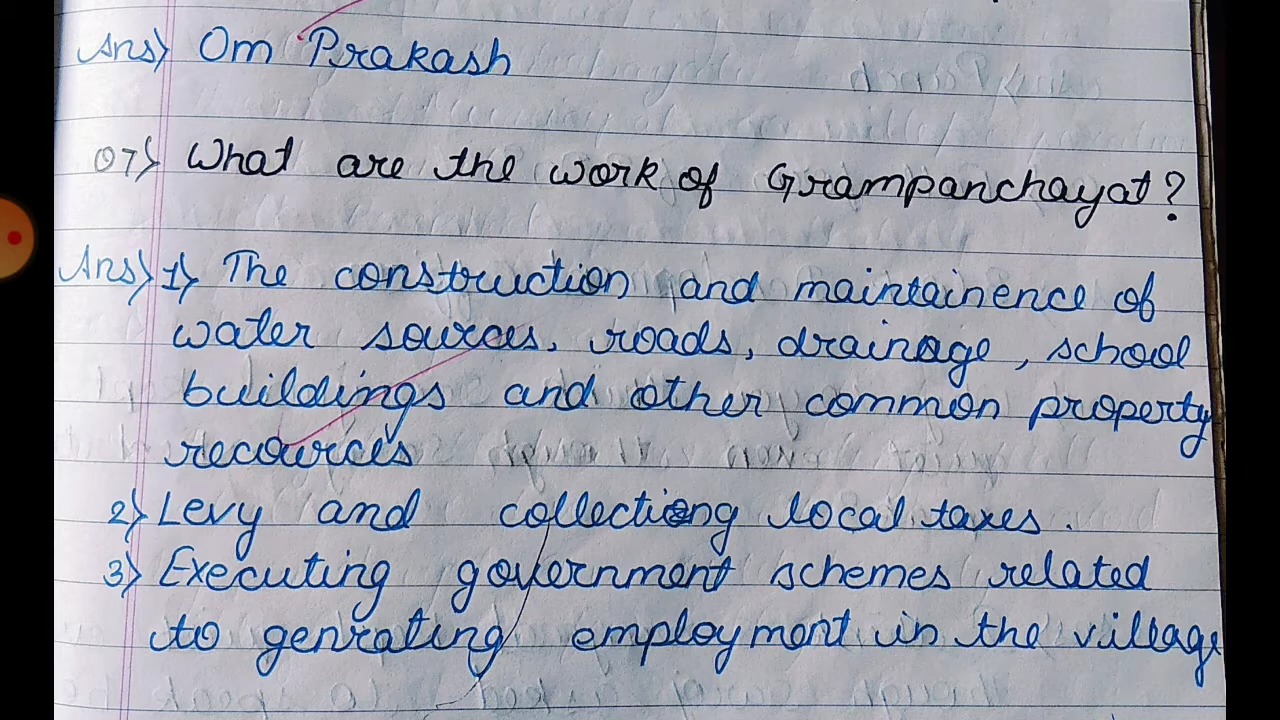 Ans) Om Prakash
07) What are the work of Grampanchayat?
Ans) 1) The construction and maintainence of
water sources, roads, drainage, school
buildings and other common property
recources
2) Levy and collecting local taxes.
3) Executing government schemes related
to genrating employment in the village